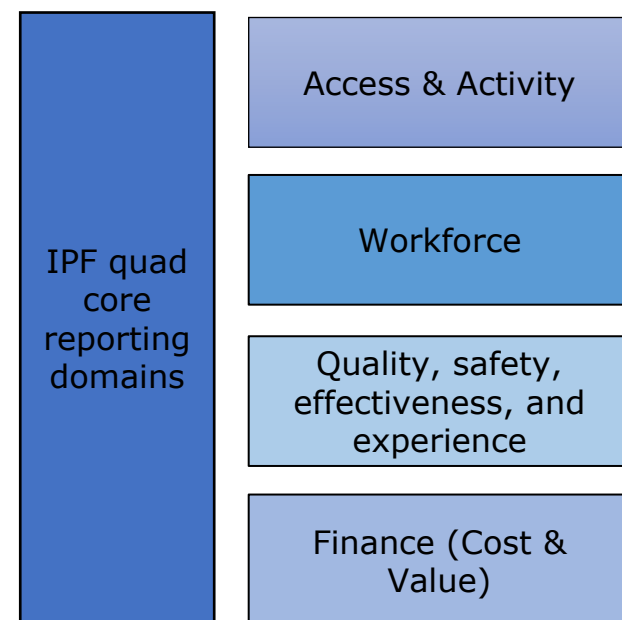 IPF quad
core
reporting
domains
Access & Activity
Workforce
Quality, safety,
effectiveness, and
experience
Finance (Cost &
Value)